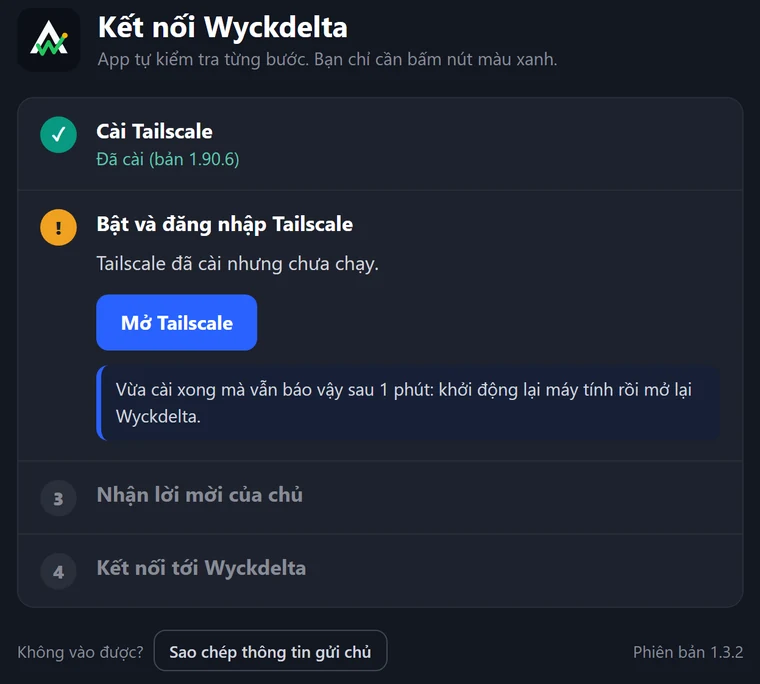 Kết nối Wyckdelta
App tự kiểm tra từng bước. Bạn chỉ cần bấm nút màu xanh.
Cài Tailscale
Đã cài (bản 1.90.6)
Bật và đăng nhập Tailscale
Tailscale đã cài nhưng chưa chạy.
Mở Tailscale
Vừa cài xong mà vẫn báo vậy sau 1 phút: khởi động lại máy tính rồi mở lại
Wyckdelta.
3 Nhận lời mời của chủ
4 Kết nối tới Wyckdelta
Không vào được? Sao chép thông tin gửi chủ Phiên bản 1.3.2